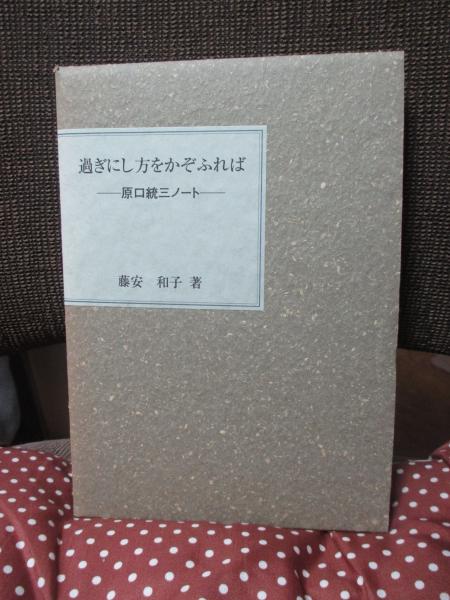 過ぎにし方をかぞふれば
——原口統三ノート——
藤安 和子 著